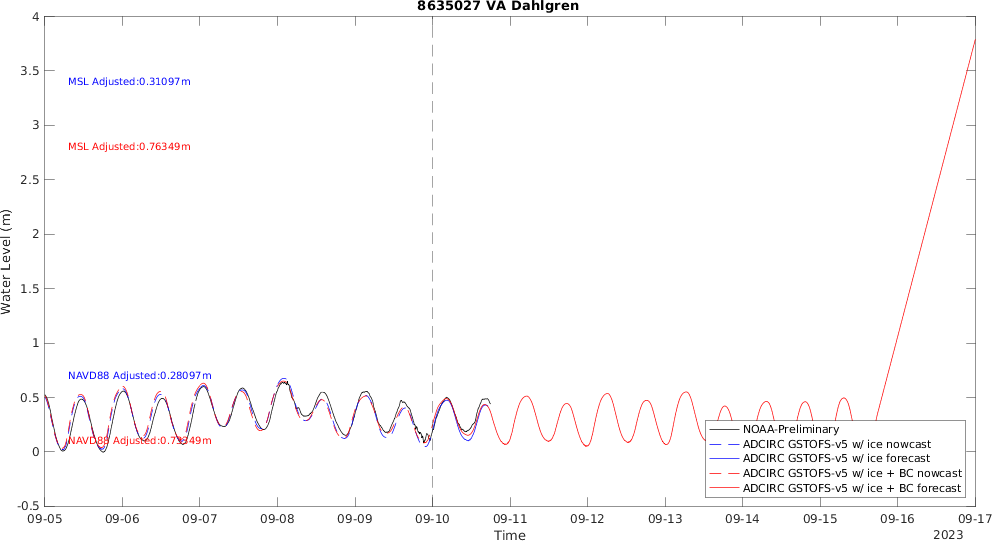 8635027 VA Dahlgren
4
3.5
3
2.5
2
1.5
1
0.5
0
-0.5
Water Level (m)
MSL Adjusted:0.31097m
MSL Adjusted:0.76349m
NAVD88 Adjusted:0.28097m
NAVD88 Adjusted:0.73349m
NOAA-Preliminary
ADCIRC GSTOFS-v5 w/ ice nowcast
ADCIRC GSTOFS-v5 w/ ice forecast
ADCIRC GSTOFS-v5 w/ ice + BC nowcast
ADCIRC GSTOFS-v5 w/ ice + BC forecast
09-05 09-06 09-07 09-08 09-09 09-10 09-11 09-12 09-13 09-14 09-15 09-16 09-17
Time
2023